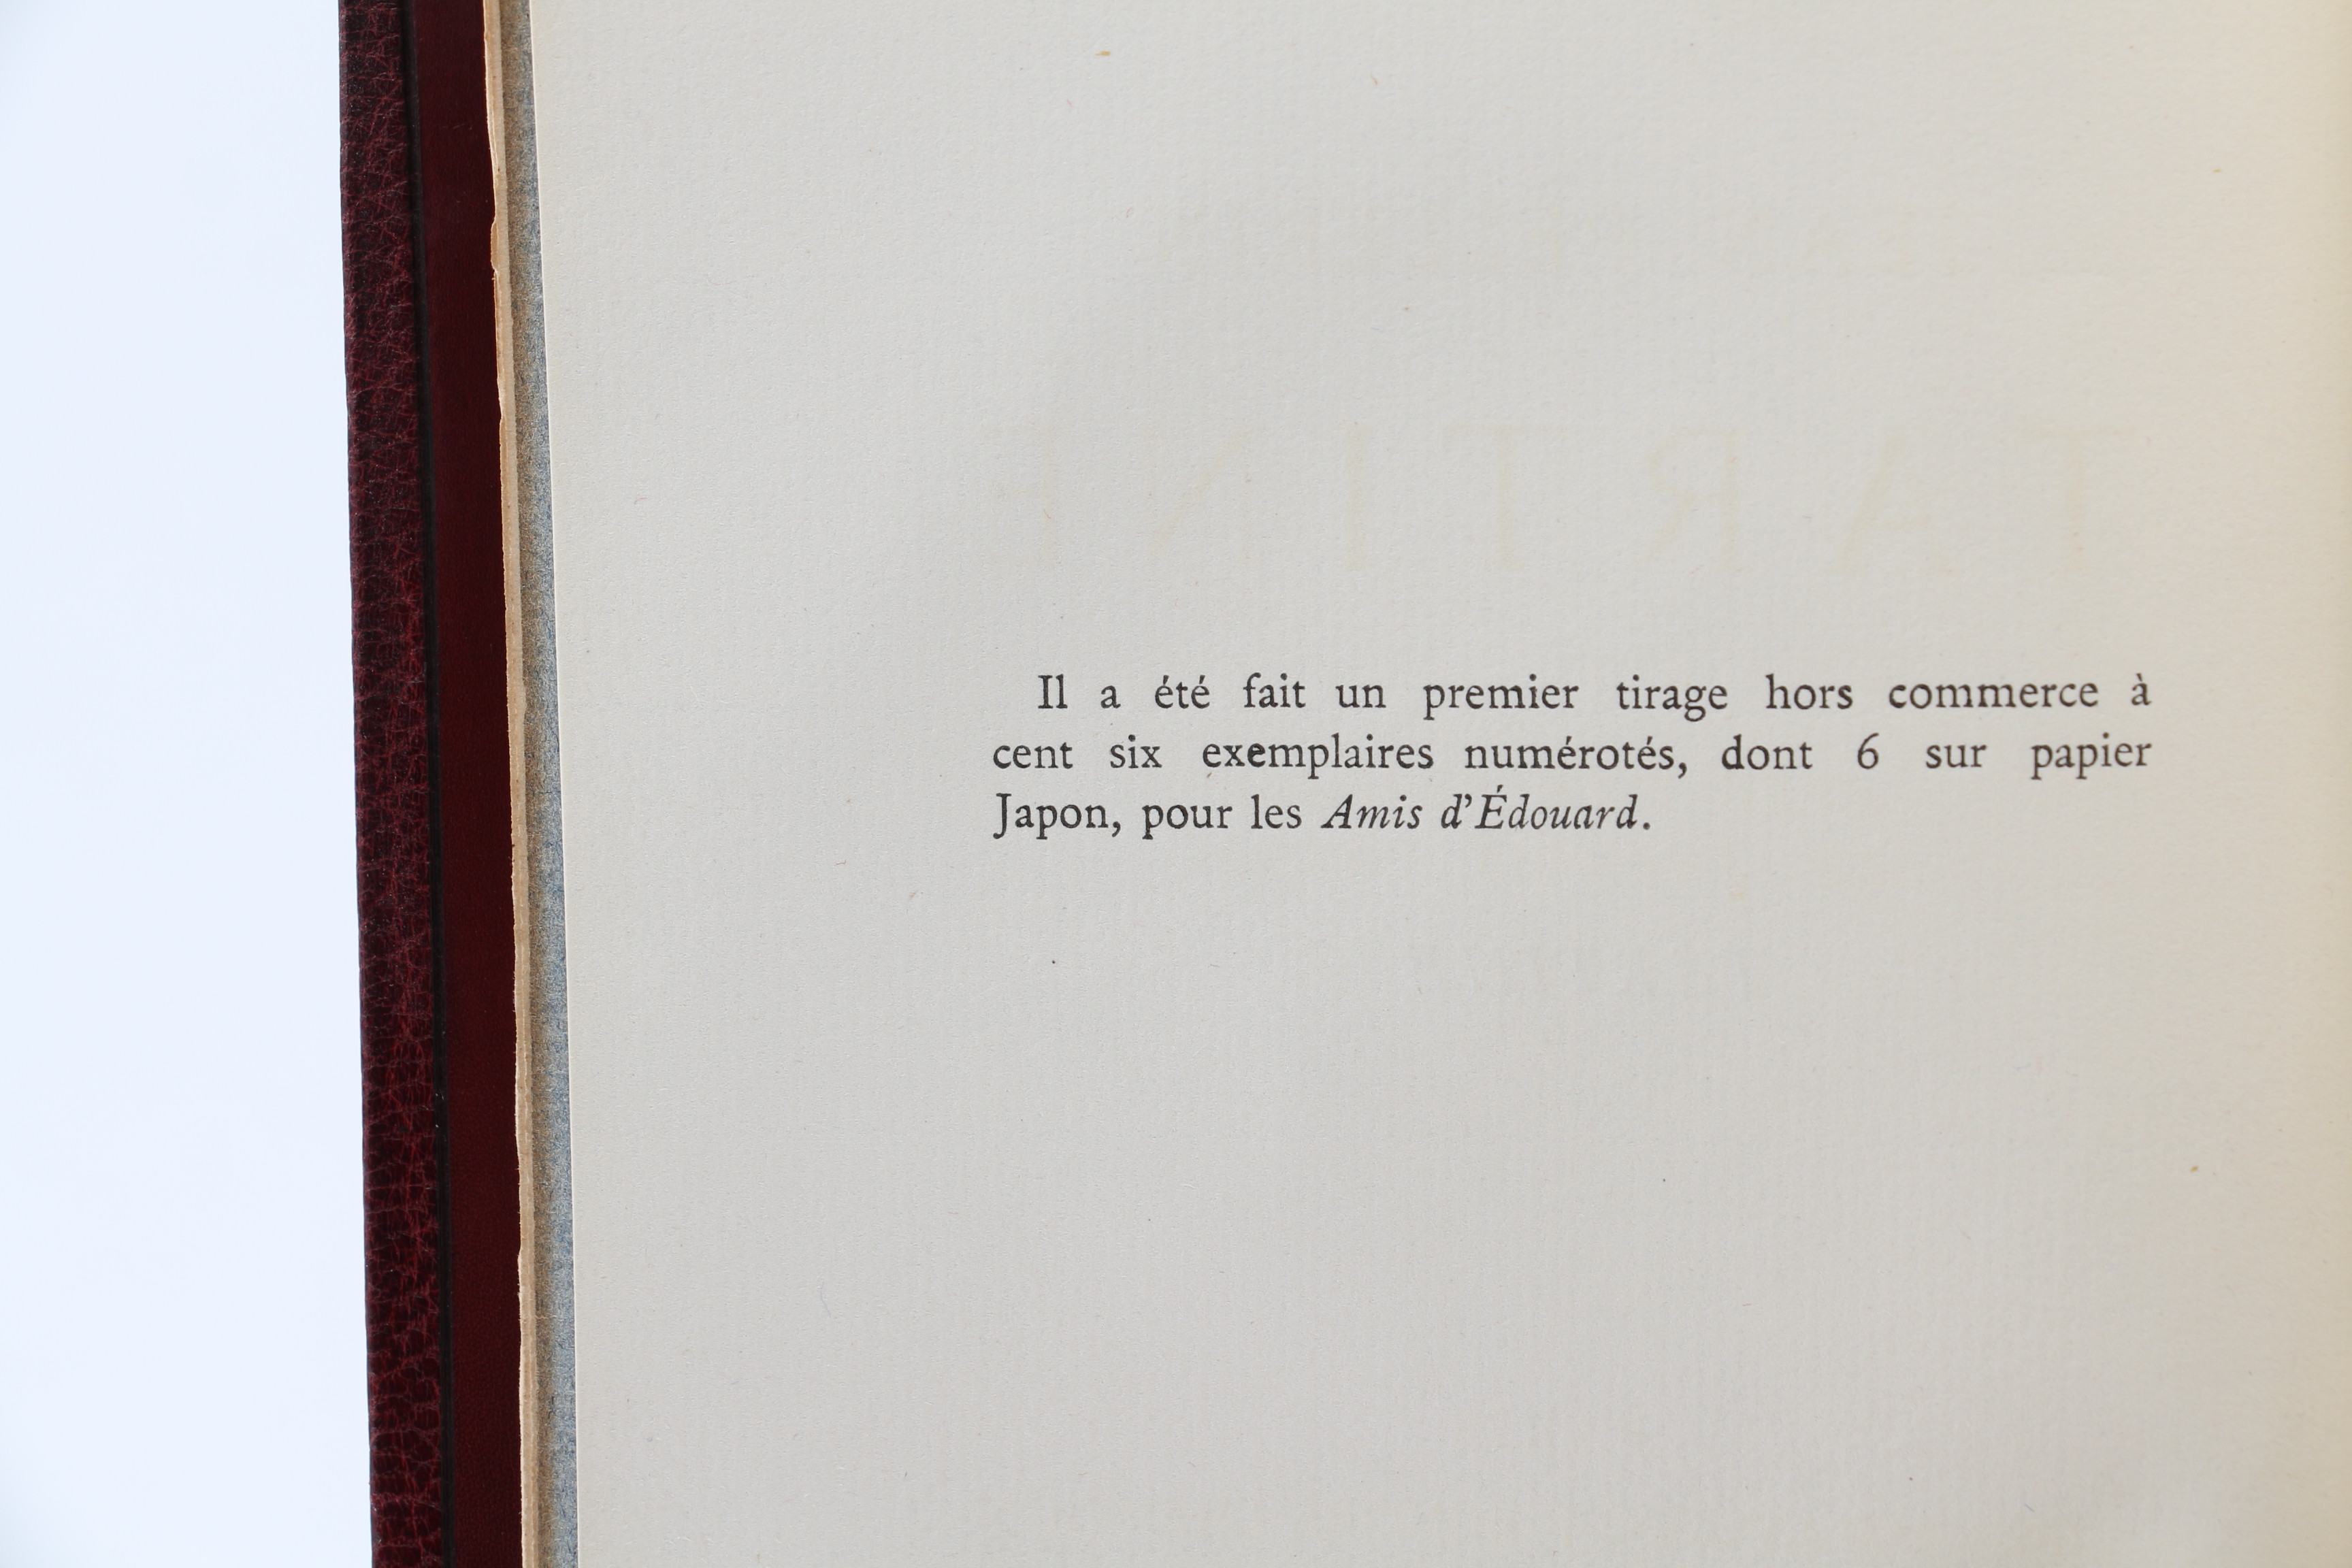 Il a été fait un premier tirage hors commerce à
cent six exemplaires numérotés, dont 6 sur papier
Japon, pour les Amis d'Édouard.